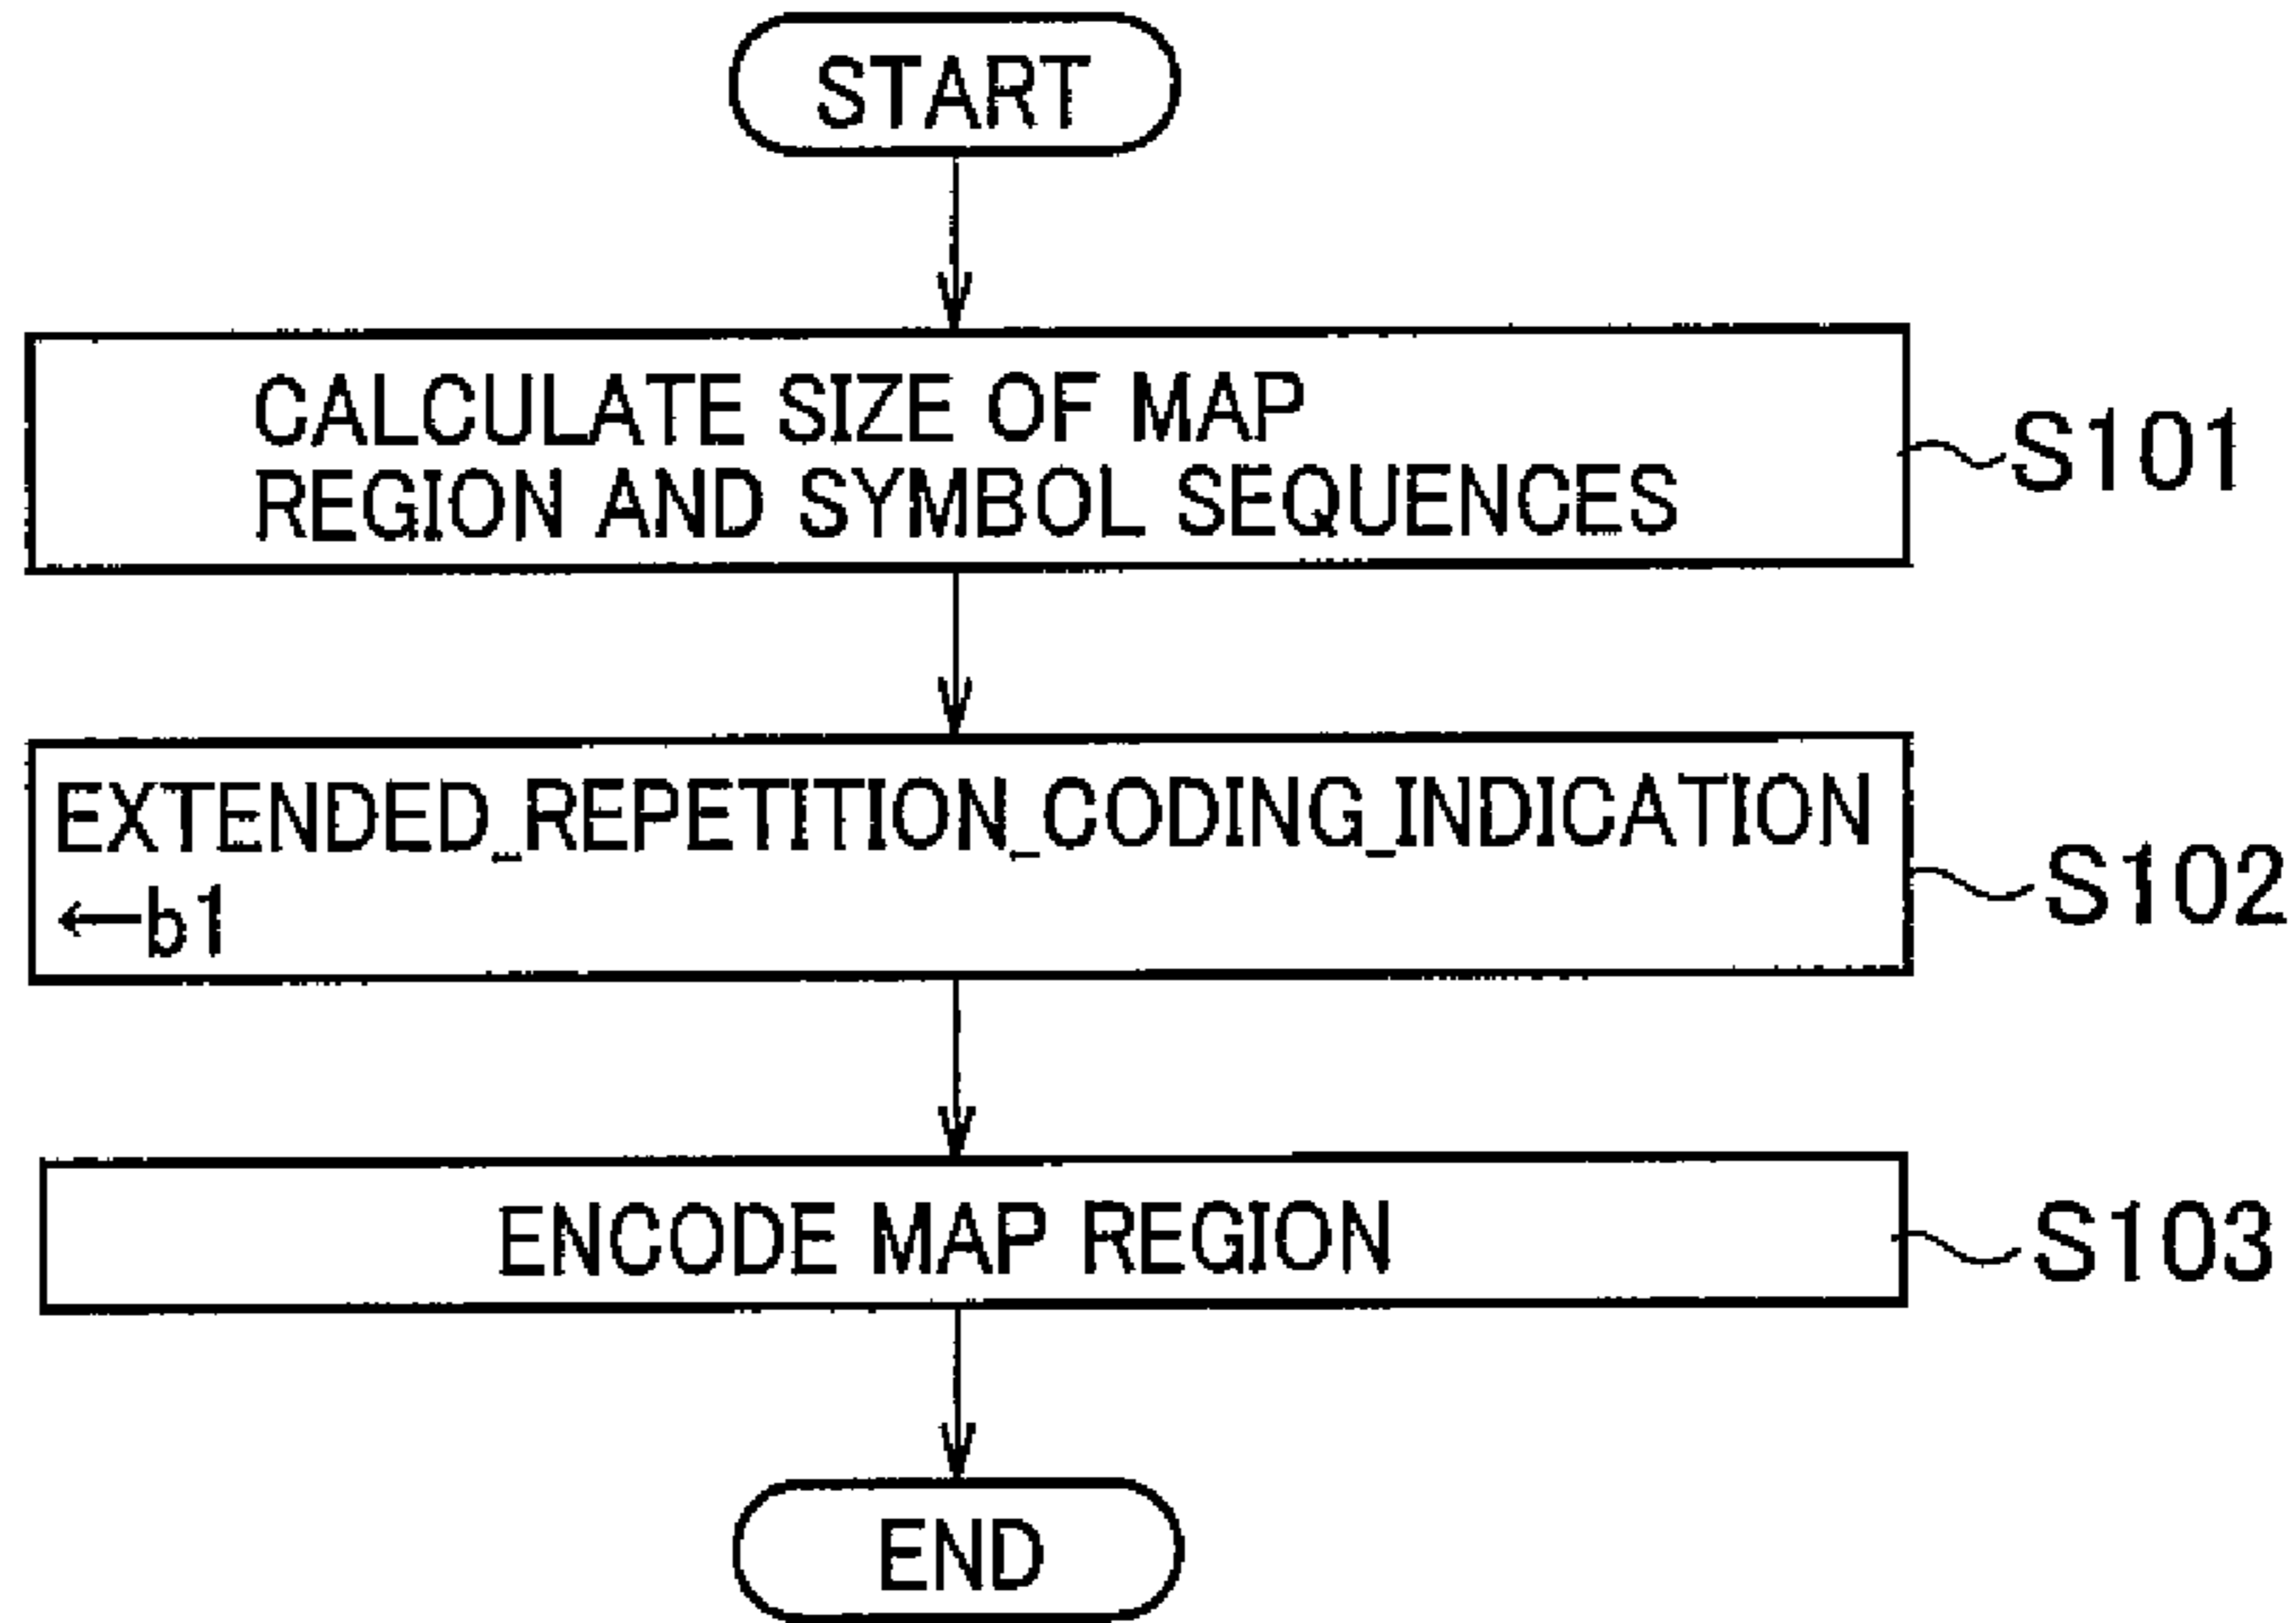 START
CALCULATE SIZE OF MAP
REGION AND SYMBOL SEQUENCES
S101
EXTENDED_REPETITION_CODING_INDICATION
←b1
S102
ENCODE MAP REGION
S103
END